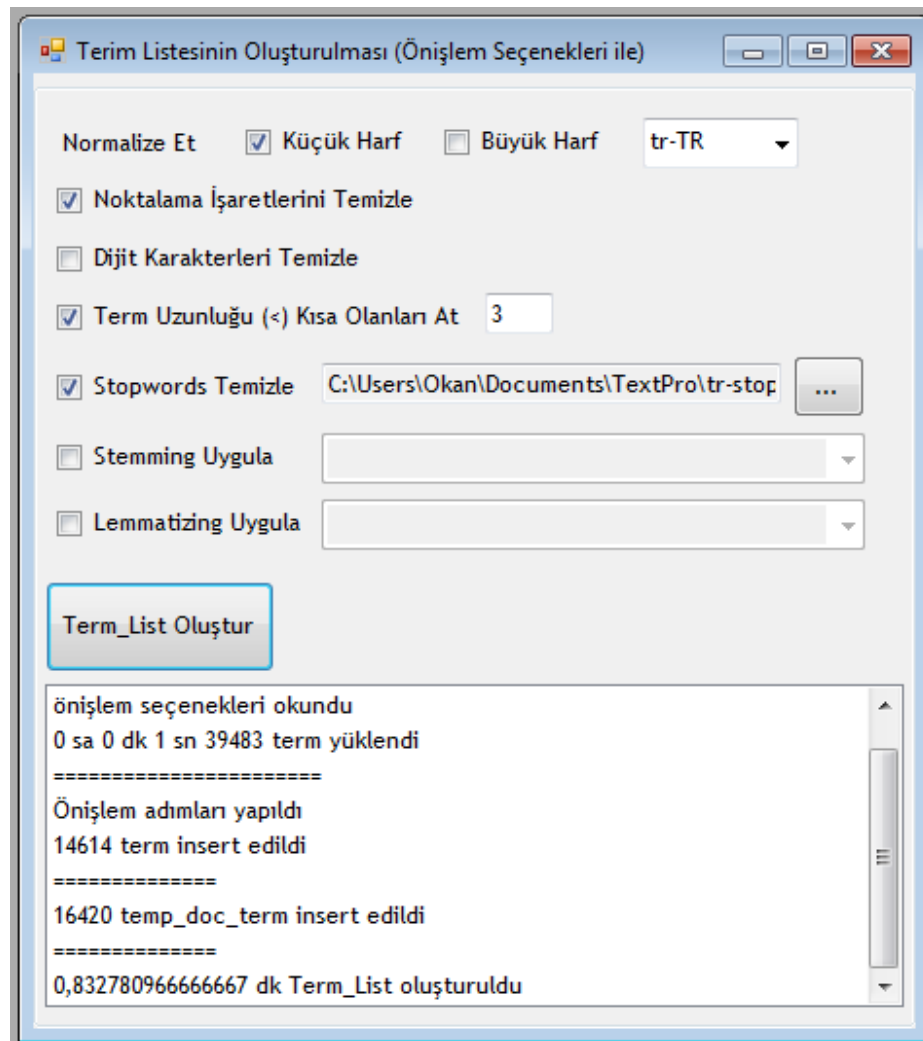 Terim Listesinin Oluşturulması (Önişlem Seçenekleri ile)
Normalize Et Küçük Harf Büyük Harf tr-TR
Noktalama İşaretlerini Temizle
Dijit Karakterleri Temizle
Term Uzunluğu (<) Kısa Olanları At 3
Stopwords Temizle C:\Users\Okan\Documents\TextPro\tr-stop ...
Stemming Uygula
Lemmatizing Uygula
Term_List Oluştur
önişlem seçenekleri okundu
0 sa 0 dk 1 sn 39483 term yüklendi
=======================
Önişlem adımları yapıldı
14614 term insert edildi
==============
16420 temp_doc_term insert edildi
==============
0,832780966666667 dk Term_List oluşturuldu